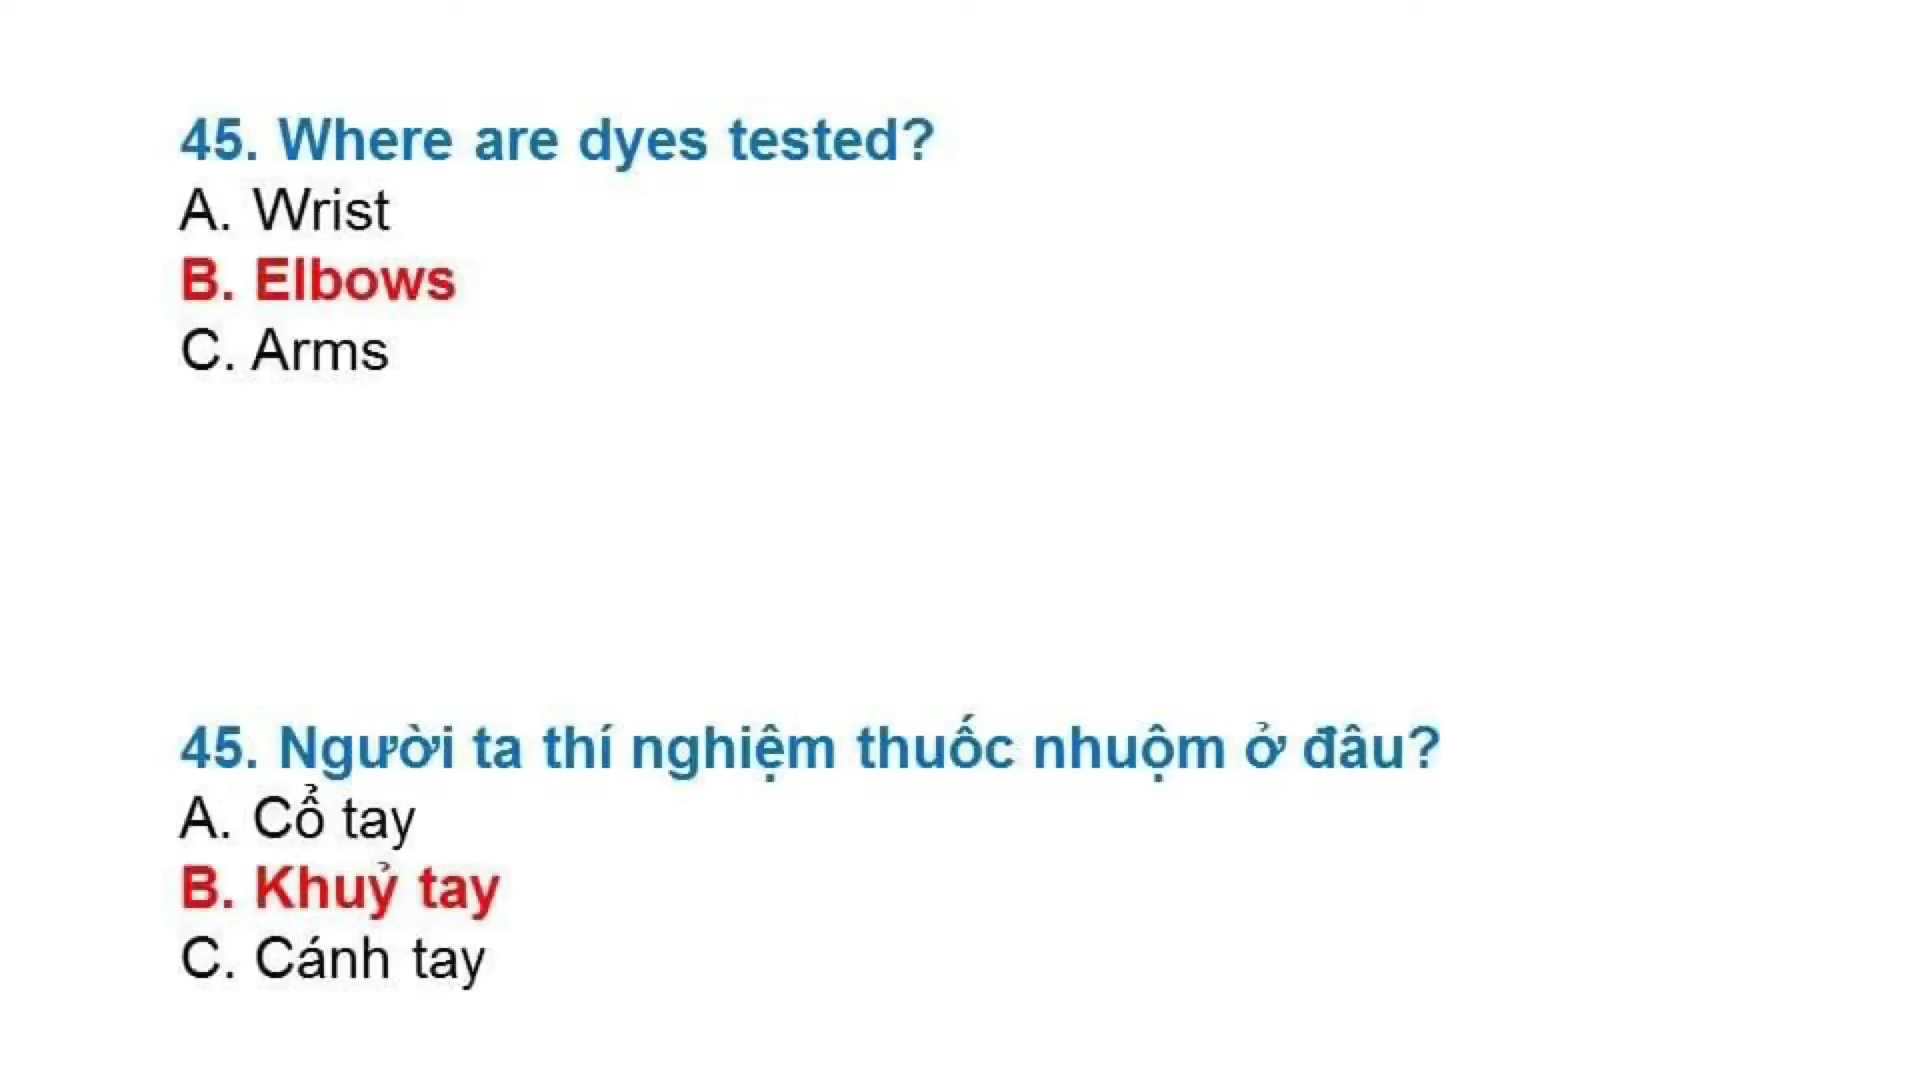 45. Where are dyes tested?
A. Wrist
B. Elbows
C. Arms
45. Người ta thí nghiệm thuốc nhuộm ở đâu?
A. Cổ tay
B. Khuỷ tay
C. Cánh tay